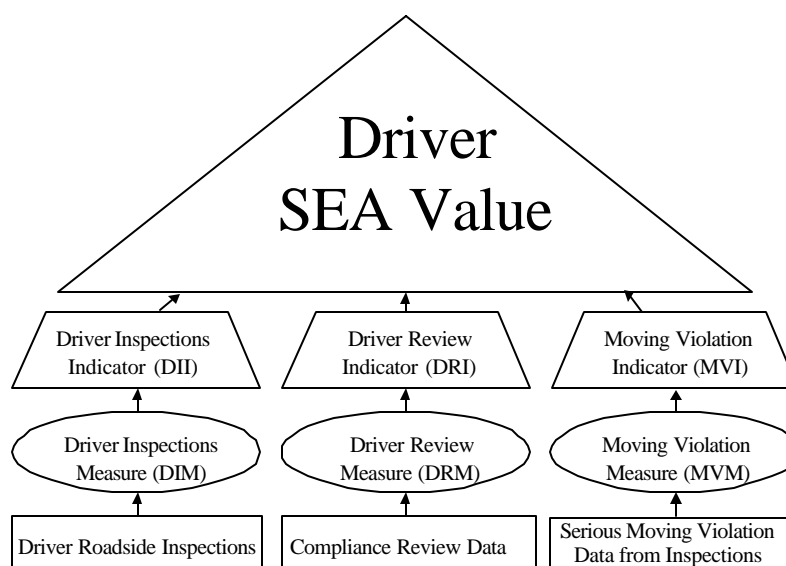 Driver
SEA Value
Driver Inspections
Indicator (DII)
Driver Review
Indicator (DRI)
Moving Violation
Indicator (MVI)
Driver Inspections
Measure (DIM)
Driver Review
Measure (DRM)
Moving Violation
Measure (MVM)
Driver Roadside Inspections
Compliance Review Data
Serious Moving Violation
Data from Inspections